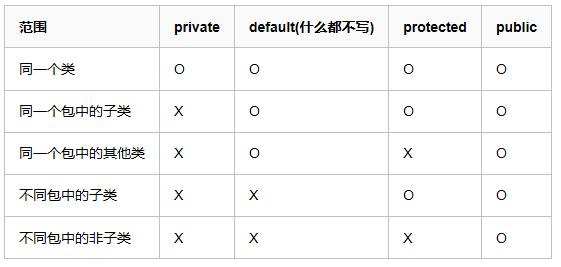 范围 private default(什么都不写) protected public
同一个类 O O O O
同一个包中的子类 X O O O
同一个包中的其他类 X O X O
不同包中的子类 X X O O
不同包中的非子类 X X X O